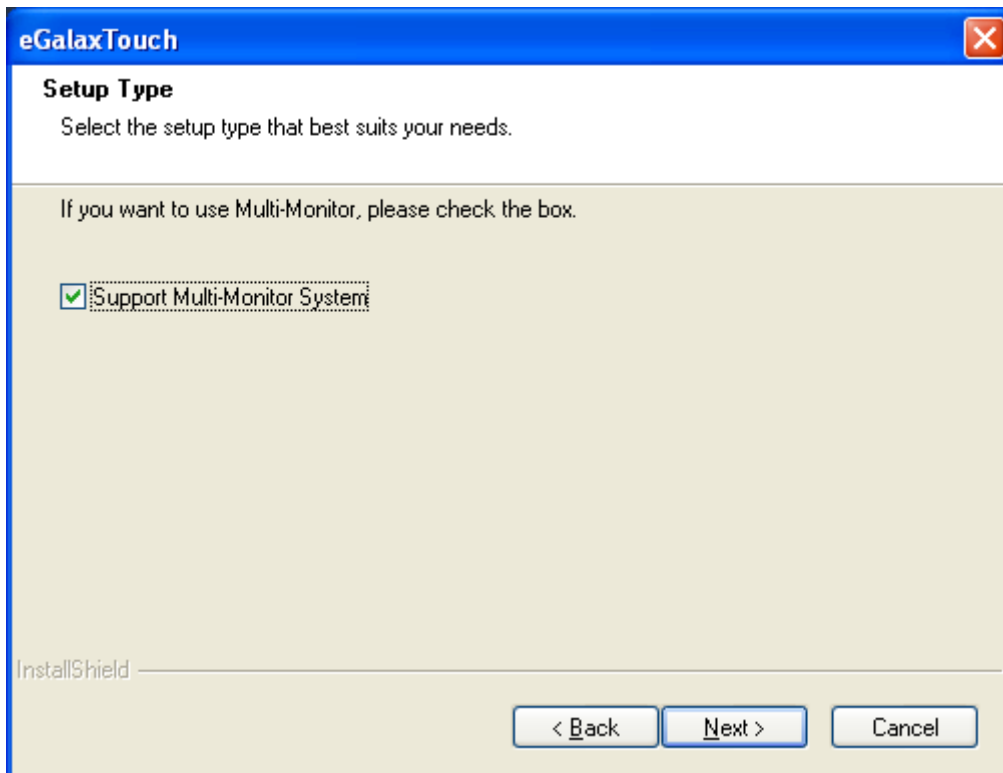 eGalaxTouch
Setup Type
Select the setup type that best suits your needs.
If you want to use Multi-Monitor, please check the box.
Support Multi-Monitor System
InstallShield
< Back Next > Cancel